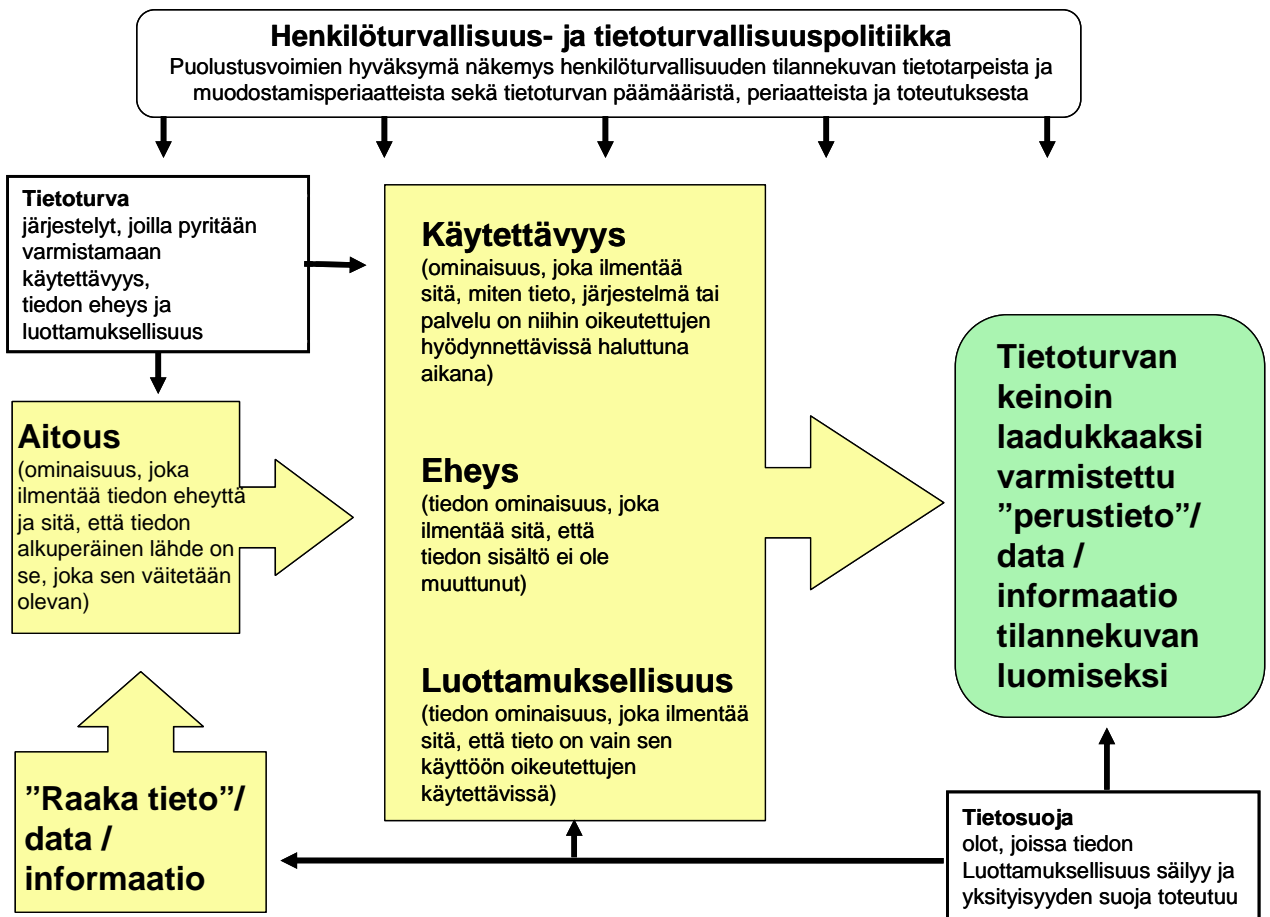 Henkilöturvallisuus- ja tietoturvallisuuspolitiikka
Puolustusvoimien hyväksymä näkemys henkilöturvallisuuden tilannekuvan tietotarpeista ja
muodostamisperiaatteista sekä tietoturvan päämääristä, periaatteista ja toteutuksesta
Tietoturva
järjestelyt, joilla pyritään
varmistamaan
käytettävyys,
tiedon eheys ja
luottamuksellisuus
Aitous
(ominaisuus, joka
ilmentää tiedon eheyttä
ja sitä, että tiedon
alkuperäinen lähde on
se, joka sen väitetään
olevan)
”Raaka tieto”/
data /
informaatio
Käytettävyys
(ominaisuus, joka ilmentää
sitä, miten tieto, järjestelmä tai
palvelu on niihin oikeutettujen
hyödynnettävissä haluttuna
aikana)
Eheys
(tiedon ominaisuus, joka
ilmentää sitä, että
tiedon sisältö ei ole
muuttunut)
Luottamuksellisuus
(tiedon ominaisuus, joka ilmentää
sitä, että tieto on vain sen
käyttöön oikeutettujen
käytettävissä)
Tietoturvan
keinoin
laadukkaaksi
varmistettu
”perustieto”/
data /
informaatio
tilannekuvan
luomiseksi
Tietosuoja
olot, joissa tiedon
Luottamuksellisuus säilyy ja
yksityisyyden suoja toteutuu